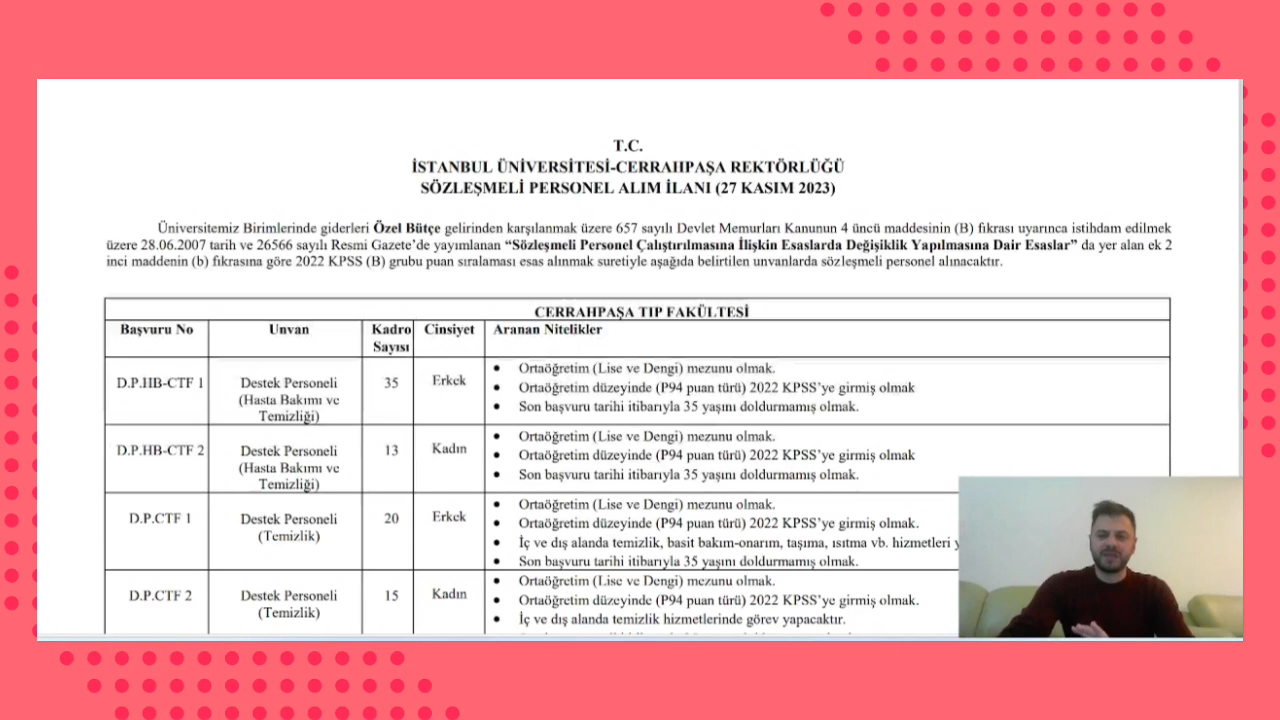 T.C.
İSTANBUL ÜNİVERSİTESİ-CERRAHPAŞA REKTÖRLÜĞÜ
SÖZLEŞMELİ PERSONEL ALIM İLANI (27 KASIM 2023)
Üniversitemiz Birimlerinde giderleri Özel Bütçe gelirinden karşılanmak üzere 657 sayılı Devlet Memurları Kanunun 4 üncü maddesinin (B) fikrası uyarınca istihdam edilmek
üzere 28.06.2007 tarih ve 26566 sayılı Resmi Gazete’de yayımlanan “Sözleşmeli Personel Çalıştırılmasına İlişkin Esaslarda Değişiklik Yapılmasına Dair Esaslar” da yer alan ek 2
inci maddenin (b) fıkrasına göre 2022 KPSS (B) grubu puan sıralaması esas alınmak suretiyle aşağıda belirtilen unvanlarda sözleşmeli personel alınacaktır.
CERRAHPAŞA TIP FAKÜLTESİ
Başvuru No Unvan Kadro Sayısı Cinsiyet Aranan Nitelikler
D.P.HB-CTF 1 Destek Personeli (Hasta Bakımı ve Temizliği) 35 Erkek
• Ortaöğretim (Lise ve Dengi) mezunu olmak.
• Ortaöğretim düzeyinde (P94 puan türü) 2022 KPSS’ye girmiş olmak
• Son başvuru tarihi itibarıyla 35 yaşını doldurmamış olmak.
D.P.HB-CTF 2 Destek Personeli (Hasta Bakımı ve Temizliği) 13 Kadın
• Ortaöğretim (Lise ve Dengi) mezunu olmak.
• Ortaöğretim düzeyinde (P94 puan türü) 2022 KPSS’ye girmiş olmak
• Son başvuru tarihi itibarıyla 35 yaşını doldurmamış olmak.
D.P.CTF 1 Destek Personeli (Temizlik) 20 Erkek
• Ortaöğretim (Lise ve Dengi) mezunu olmak.
• Ortaöğretim düzeyinde (P94 puan türü) 2022 KPSS’ye girmiş olmak.
• İç ve dış alanda temizlik, basit bakım-onarım, taşıma, ısıtma vb. hizmetleri
• Son başvuru tarihi itibarıyla 35 yaşını doldurmamış olmak.
D.P.CTF 2 Destek Personeli (Temizlik) 15 Kadın
• Ortaöğretim (Lise ve Dengi) mezunu olmak.
• Ortaöğretim düzeyinde (P94 puan türü) 2022 KPSS’ye girmiş olmak.
• İç ve dış alanda temizlik hizmetlerinde görev yapacaktır.